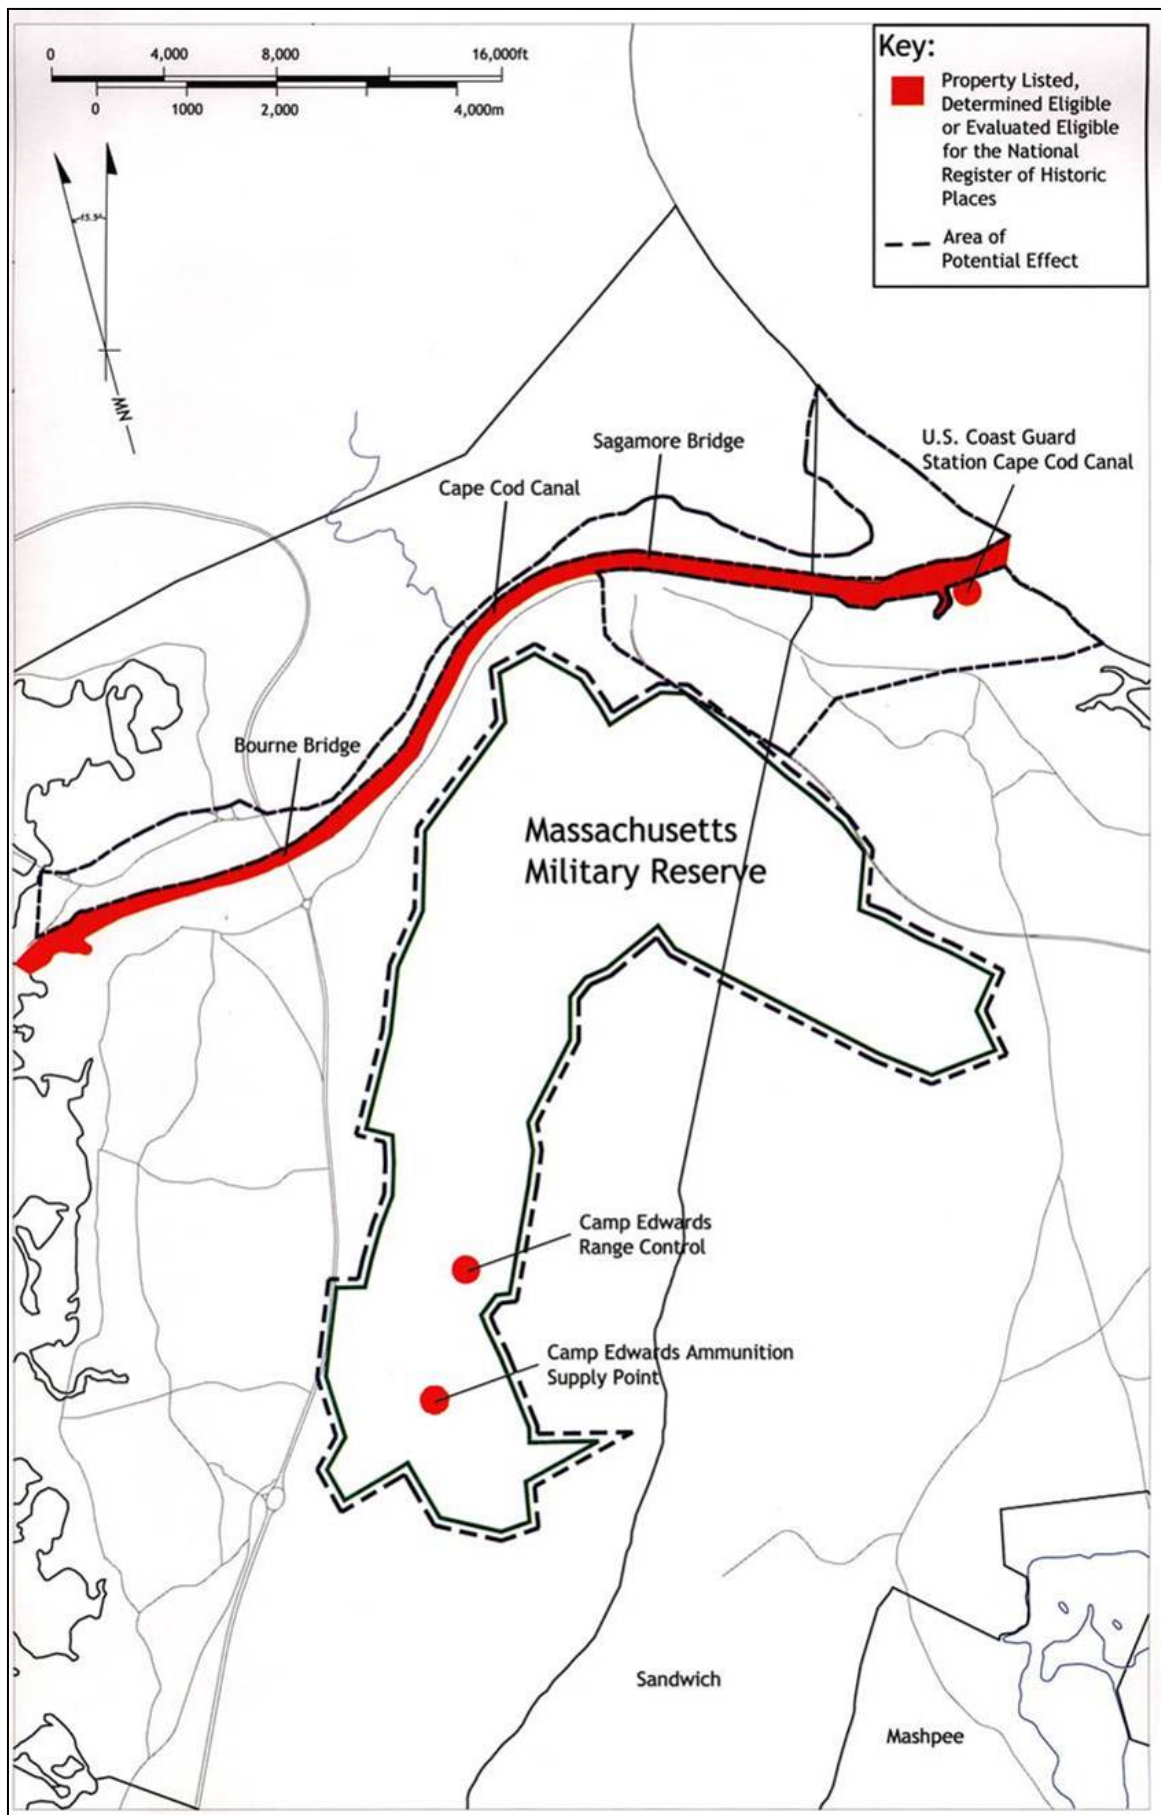 0 4,000 8,000 16,000ft
0 1000 2,000 4,000m
Key:
Property Listed,
Determined Eligible
or Evaluated Eligible
for the National
Register of Historic
Places
Area of
Potential Effect
15.5°
MN
U.S. Coast Guard
Station Cape Cod Canal
Sagamore Bridge
Cape Cod Canal
Bourne Bridge
Massachusetts
Military Reserve
Camp Edwards
Range Control
Camp Edwards Ammunition
Supply Point
Sandwich
Mashpee